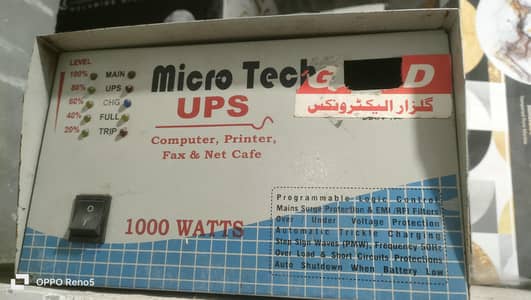 LEVEL
100% MAIN
80% UPS
60% CHG
40% FULL
20% TRIP
Micro Tech
G D
گلزار الیکٹرونکس
UPS
Computer, Printer,
Fax & Net Cafe
1000 WATTS
Programmable Logic Control
Mains Surge Protection & EMI /RFI Filters
Over Under Voltage Protection
Automatic Trickle Charging
Step Sign Waves (PMW), Frequency 50Hz
Over Load & Short Circuits Protections
Auto Shutdown When Battery Low
OPPO Reno5